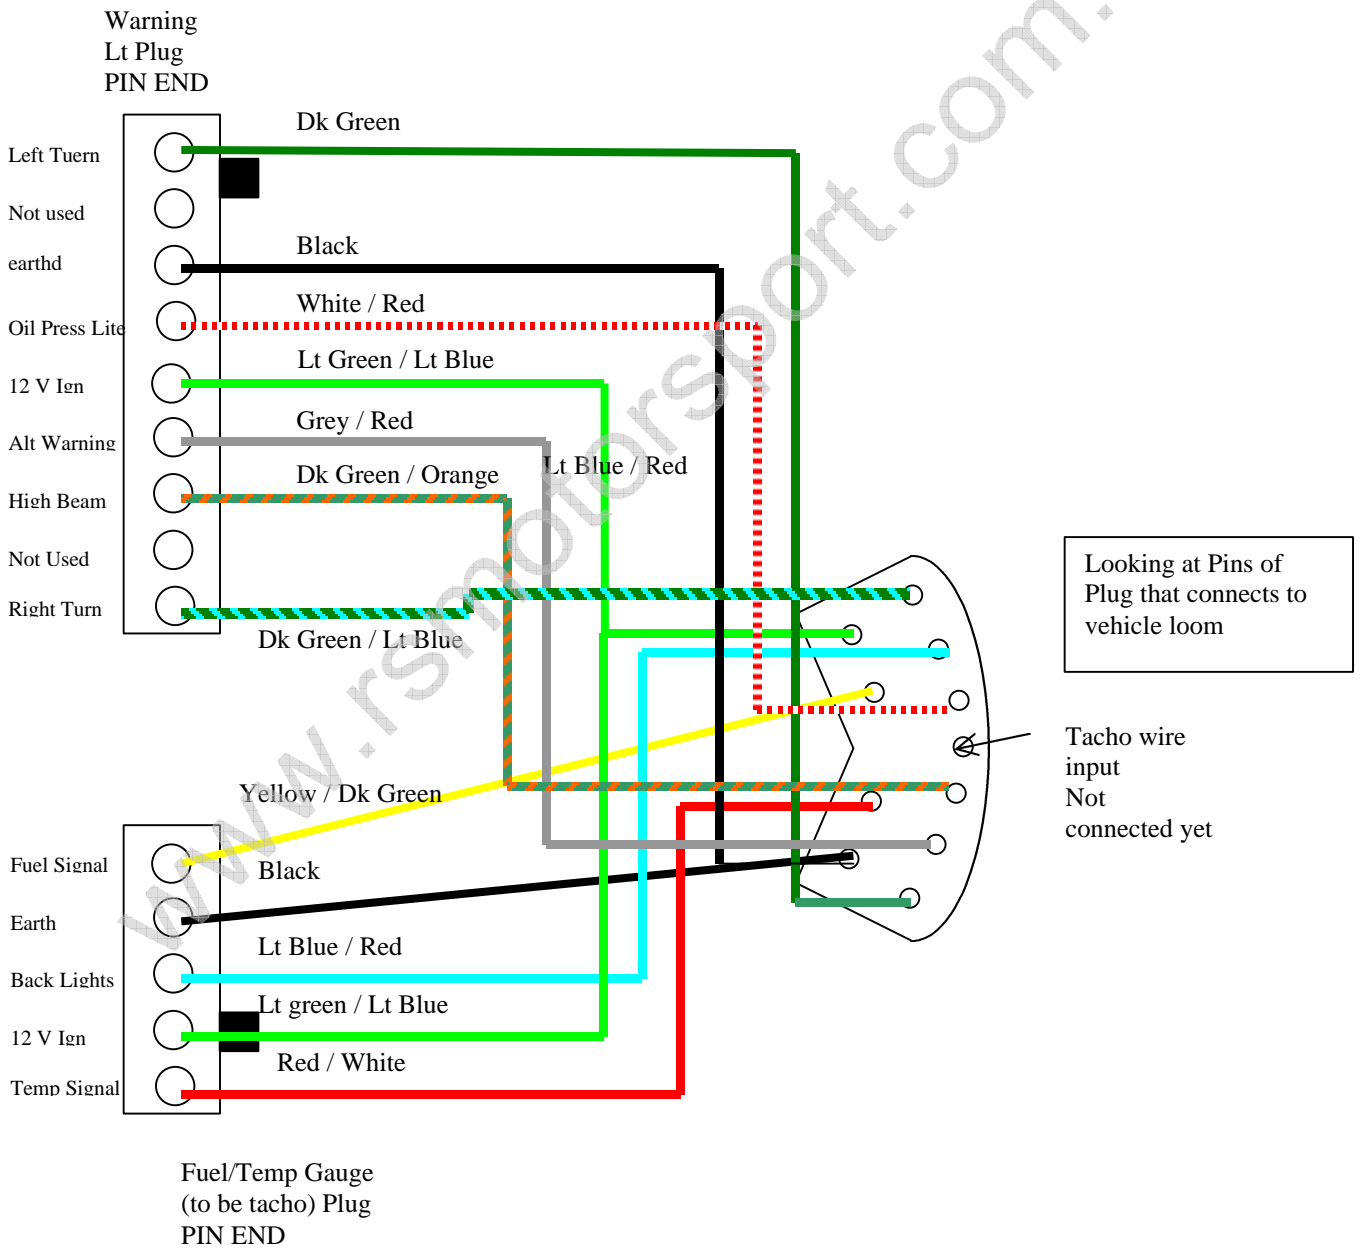 Warning
Lt Plug
PIN END
Dk Green
Left Tuern
Not used
Black
earthd
White / Red
Oil Press Lite
Lt Green / Lt Blue
12 V Ign
Grey / Red
Alt Warning
Lt Blue / Red
Dk Green / Orange
High Beam
Not Used
Right Turn
Dk Green / Lt Blue
Looking at Pins of
Plug that connects to
vehicle loom
Tacho wire
input
Not
connected yet
Yellow / Dk Green
Fuel Signal
Black
Earth
Lt Blue / Red
Back Lights
Lt green / Lt Blue
12 V Ign
Red / White
Temp Signal
Fuel/Temp Gauge
(to be tacho) Plug
PIN END
www.rsmotorsport.com.